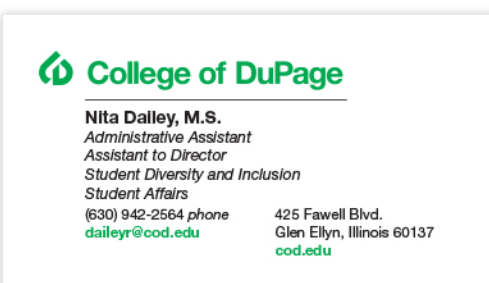 College of DuPage
Nita Dailey, M.S.
Administrative Assistant
Assistant to Director
Student Diversity and Inclusion
Student Affairs
(630) 942-2564 phone
daileyr@cod.edu
425 Fawell Blvd.
Glen Ellyn, Illinois 60137
cod.edu